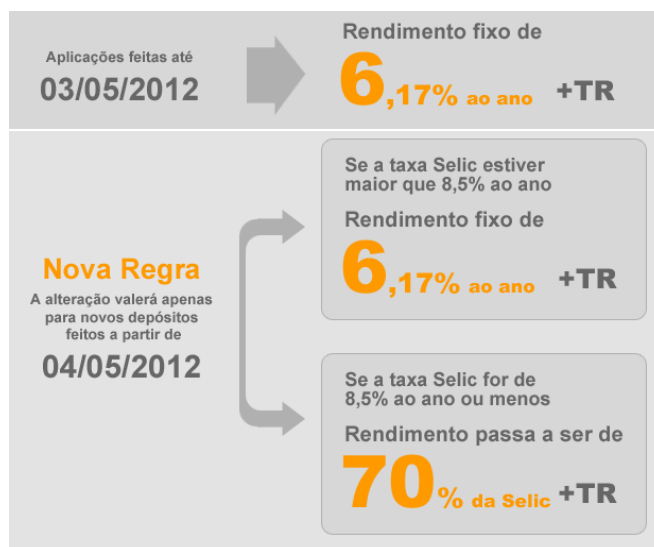 Aplicações feitas até
03/05/2012
Rendimento fixo de
6,17% ao ano +TR
Nova Regra
A alteração valerá apenas
para novos depósitos
feitos a partir de
04/05/2012
Se a taxa Selic estiver
maior que 8,5% ao ano
Rendimento fixo de
6,17% ao ano +TR
Se a taxa Selic for de
8,5% ao ano ou menos
Rendimento passa a ser de
70% da Selic +TR